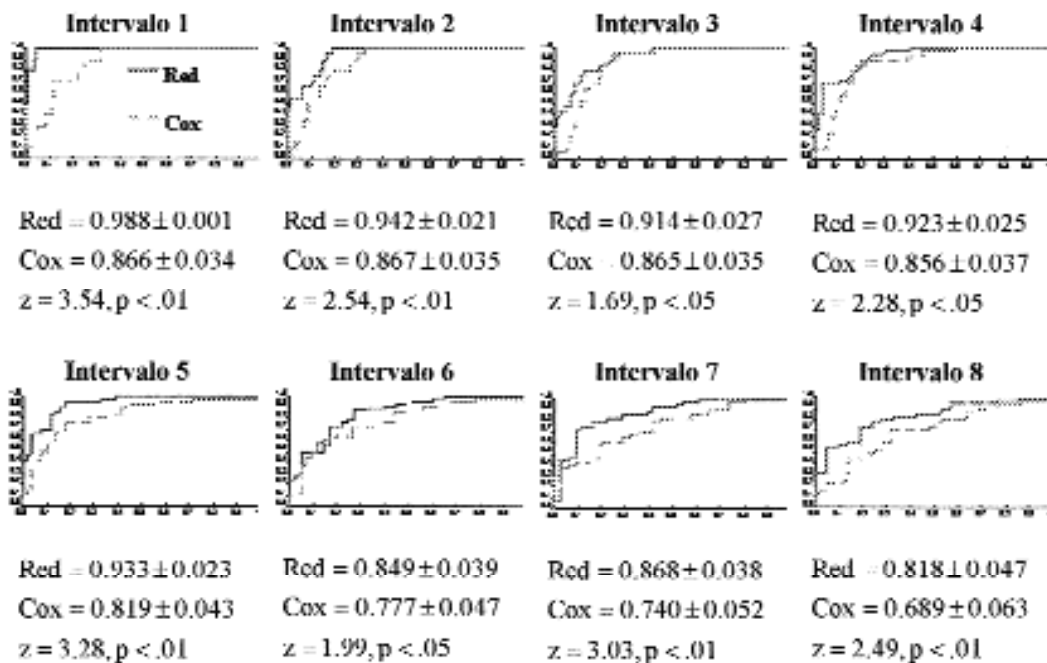 Intervalo 1 Intervalo 2 Intervalo 3 Intervalo 4
Red
Cox
Red = 0.988±0.001 Red = 0.942±0.021 Red = 0.914±0.027 Red = 0.923±0.025
Cox = 0.866±0.034 Cox = 0.867±0.035 Cox = 0.865±0.035 Cox = 0.856±0.037
z = 3.54, p <.01 z = 2.54, p <.01 z = 1.69, p <.05 z = 2.28, p <.05
Intervalo 5 Intervalo 6 Intervalo 7 Intervalo 8
Red = 0.933±0.023 Red = 0.849±0.039 Red = 0.868±0.038 Red = 0.818±0.047
Cox = 0.819±0.043 Cox = 0.777±0.047 Cox = 0.740±0.052 Cox = 0.689±0.063
z = 3.28, p <.01 z = 1.99, p <.05 z = 3.03, p <.01 z = 2.49, p <.01